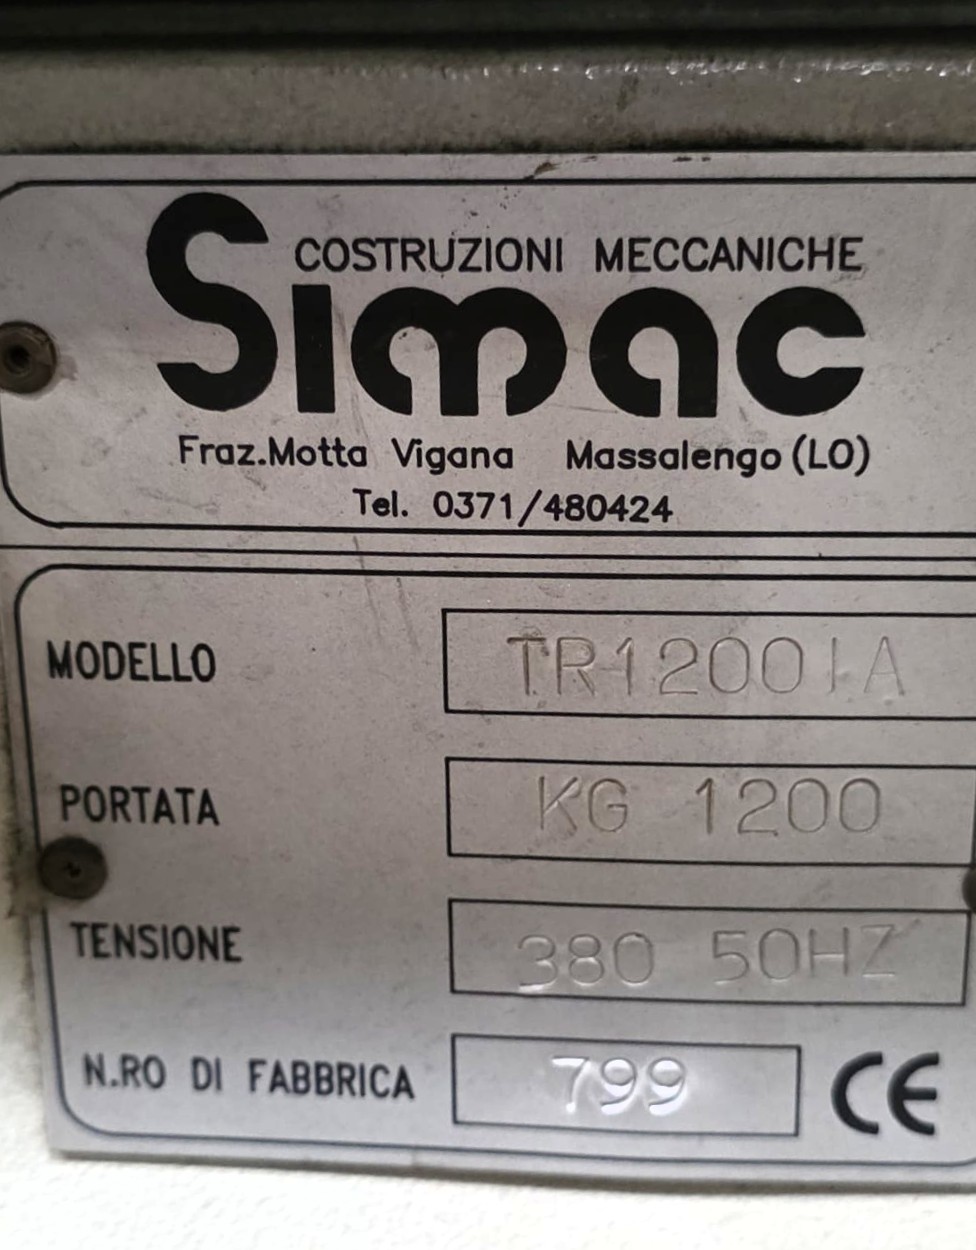 COSTRUZIONI MECCANICHE
Simac
Fraz.Motta Vigana Massalengo (LO)
Tel. 0371/480424
MODELLO TR1200IA
PORTATA KG 1200
TENSIONE 380 50HZ
N.RO DI FABBRICA 799 CE